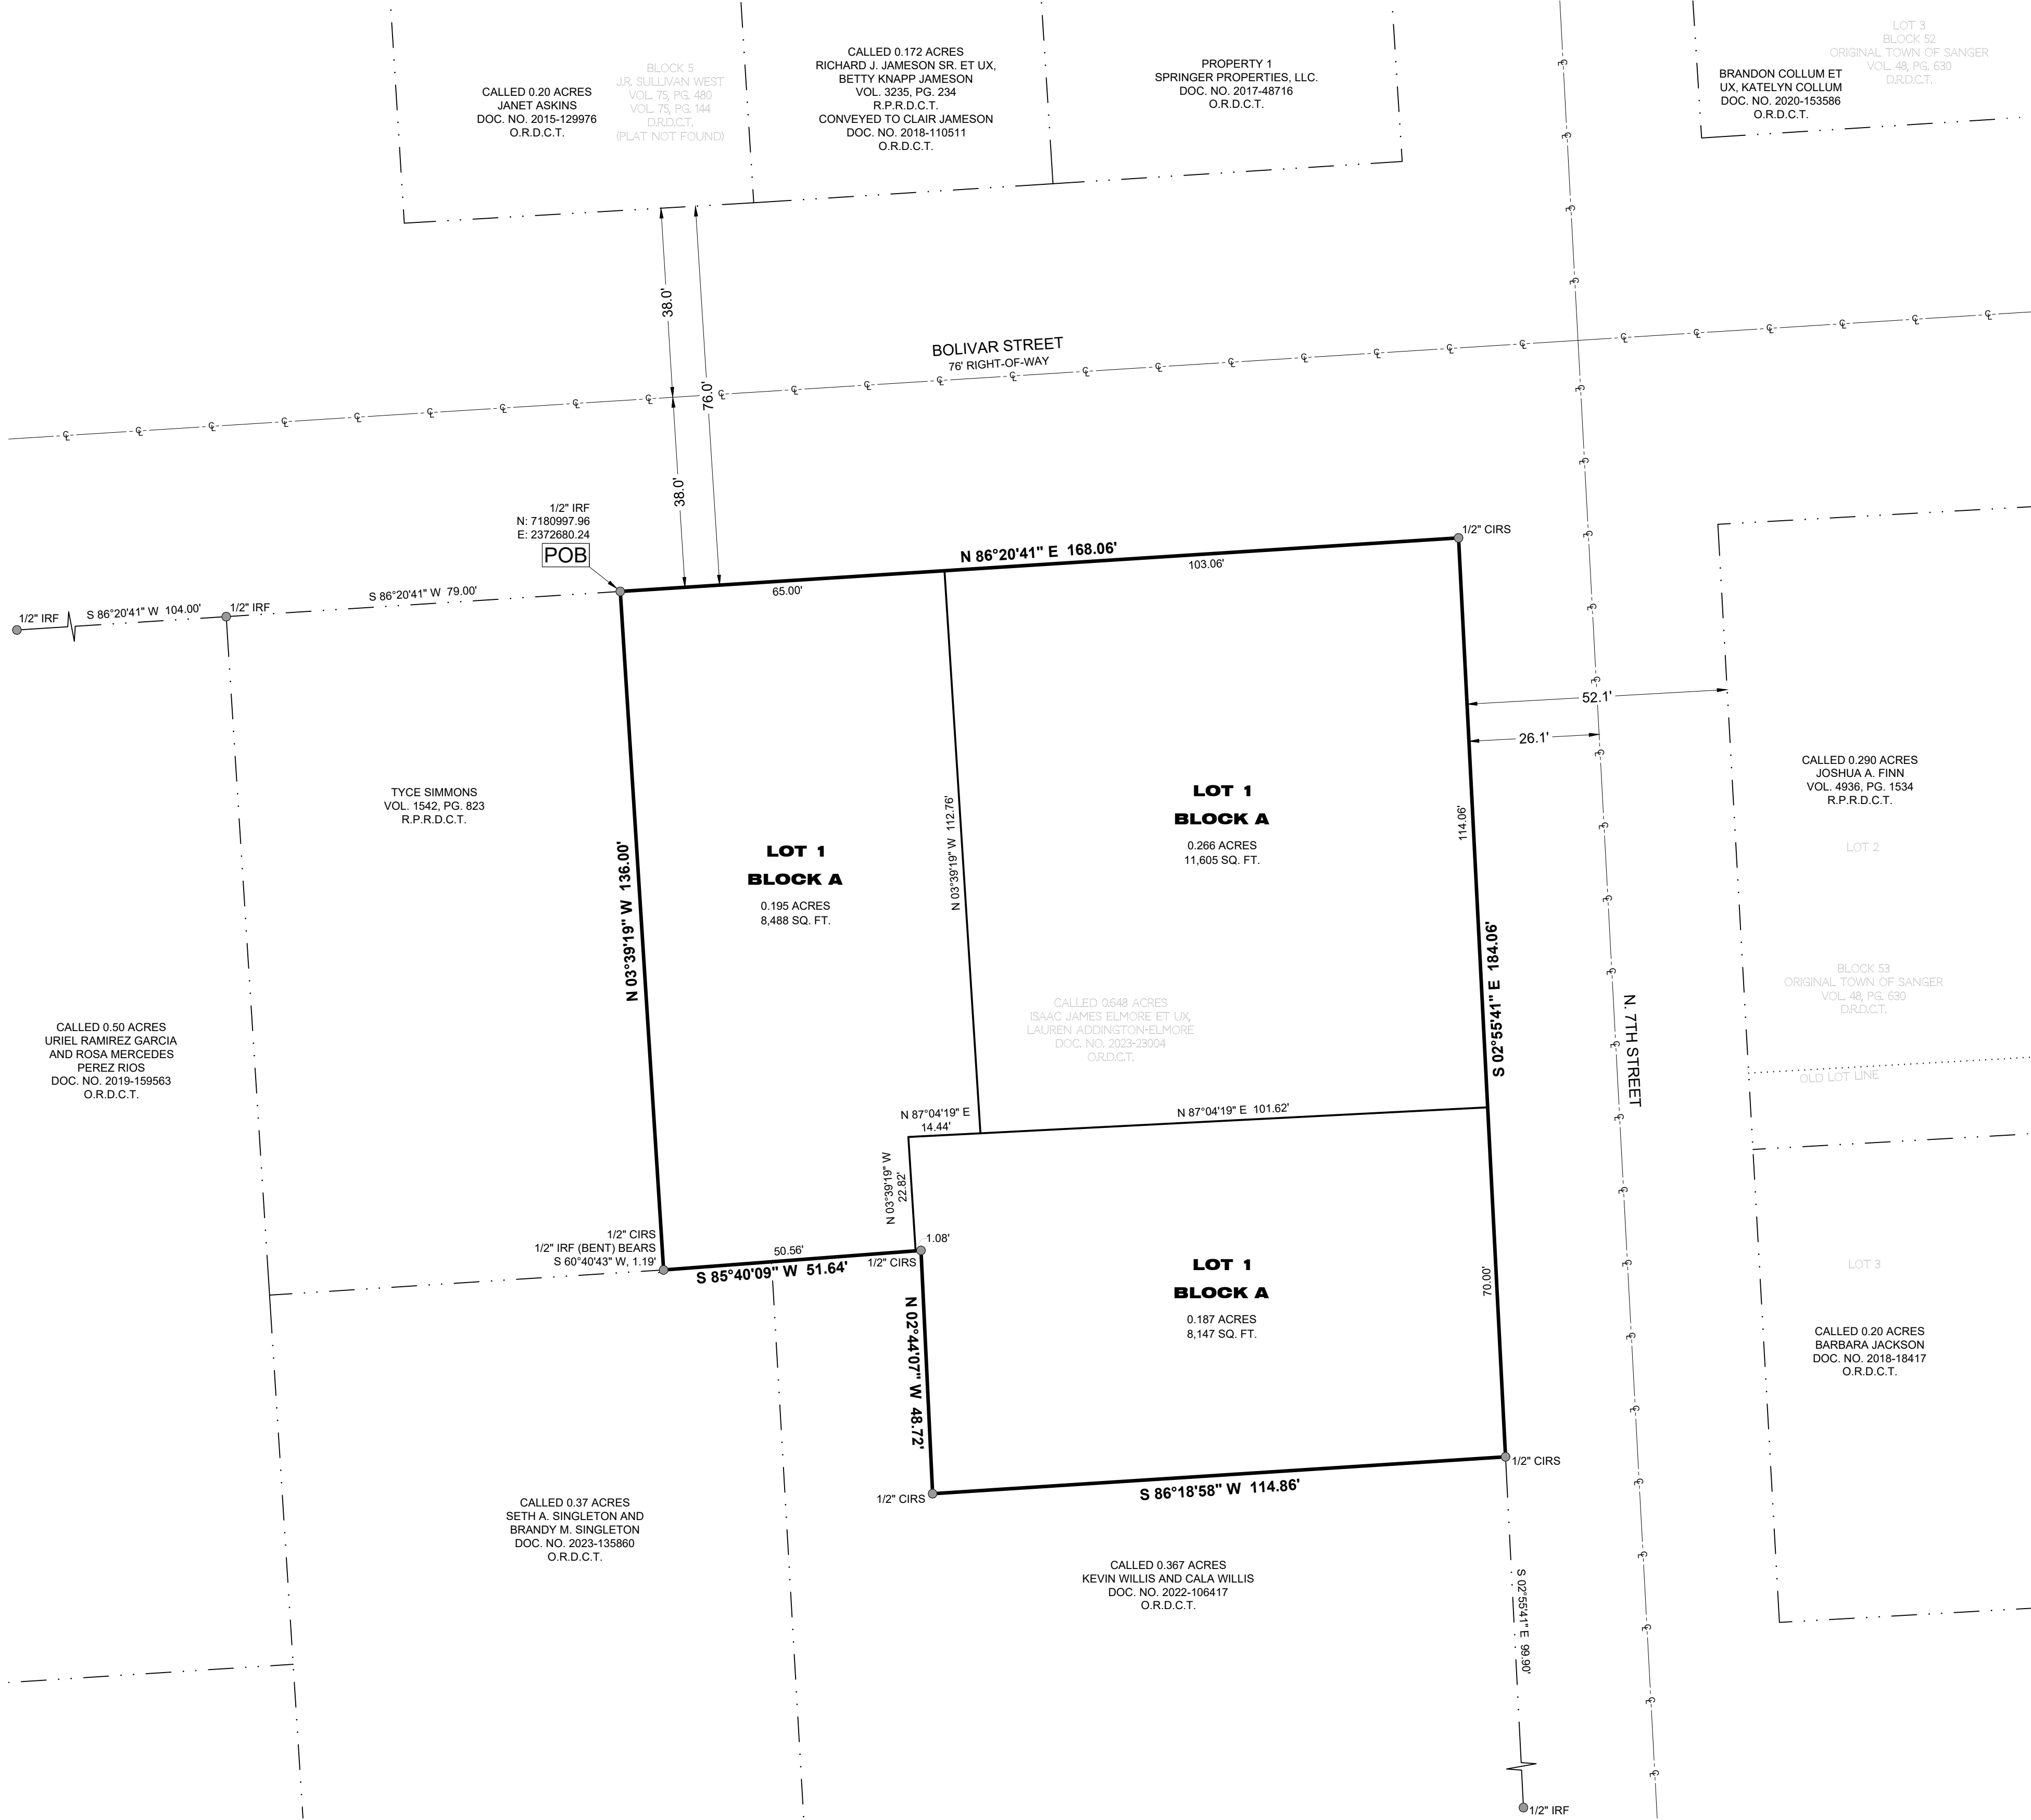 LOT 3
BLOCK 52
ORIGINAL TOWN OF SANGER
VOL. 48, PG. 630
D.R.D.C.T.
BRANDON COLLUM ET
UX, KATELYN COLLUM
DOC. NO. 2020-153586
O.R.D.C.T.
CALLED 0.20 ACRES
JANET ASKINS
DOC. NO. 2015-129976
O.R.D.C.T.
BLOCK 5
J.R. SULLIVAN WEST
VOL. 75, PG. 480
VOL. 75, PG. 144
D.R.D.C.T.
(PLAT NOT FOUND)
CALLED 0.172 ACRES
RICHARD J. JAMESON SR. ET UX,
BETTY KNAPP JAMESON
VOL. 3235, PG. 234
R.P.R.D.C.T.
CONVEYED TO CLAIR JAMESON
DOC. NO. 2018-110511
O.R.D.C.T.
PROPERTY 1
SPRINGER PROPERTIES, LLC.
DOC. NO. 2017-48716
O.R.D.C.T.
38.0'
76.0'
38.0'
BOLIVAR STREET
76' RIGHT-OF-WAY
1/2" IRF
N: 7180997.96
E: 2372680.24
POB
1/2" IRF
S 86°20'41" W 104.00'
1/2" IRF
S 86°20'41" W 79.00'
N 86°20'41" E 168.06'
65.00'
103.06'
1/2" CIRS
52.1'
26.1'
TYCE SIMMONS
VOL. 1542, PG. 823
R.P.R.D.C.T.
N 03°39'19" W 136.00'
LOT 1
BLOCK A
0.195 ACRES
8,488 SQ. FT.
N 03°39'19" W 112.76'
LOT 1
BLOCK A
0.266 ACRES
11,605 SQ. FT.
114.06'
S 02°55'41" E 184.06'
N. 7TH STREET
CALLED 0.290 ACRES
JOSHUA A. FINN
VOL. 4936, PG. 1534
R.P.R.D.C.T.
LOT 2
BLOCK 53
ORIGINAL TOWN OF SANGER
VOL. 48, PG. 630
D.R.D.C.T.
OLD LOT LINE
CALLED 0.648 ACRES
ISAAC JAMES ELMORE ET UX,
LAUREN ADDINGTON-ELMORE
DOC. NO. 2023-23004
O.R.D.C.T.
CALLED 0.50 ACRES
URIEL RAMIREZ GARCIA
AND ROSA MERCEDES
PEREZ RIOS
DOC. NO. 2019-159563
O.R.D.C.T.
N 87°04'19" E
14.44'
N 87°04'19" E 101.62'
N 03°39'19" W
22.82'
1/2" CIRS
1/2" IRF (BENT) BEARS
S 60°40'43" W, 1.19'
50.56'
1.08'
1/2" CIRS
S 85°40'09" W 51.64'
N 02°44'07" W 48.72'
LOT 1
BLOCK A
0.187 ACRES
8,147 SQ. FT.
70.00'
LOT 3
CALLED 0.20 ACRES
BARBARA JACKSON
DOC. NO. 2018-18417
O.R.D.C.T.
1/2" CIRS
1/2" CIRS
S 86°18'58" W 114.86'
CALLED 0.37 ACRES
SETH A. SINGLETON AND
BRANDY M. SINGLETON
DOC. NO. 2023-135860
O.R.D.C.T.
CALLED 0.367 ACRES
KEVIN WILLIS AND CALA WILLIS
DOC. NO. 2022-106417
O.R.D.C.T.
S 02°55'41" E 99.90'
1/2" IRF